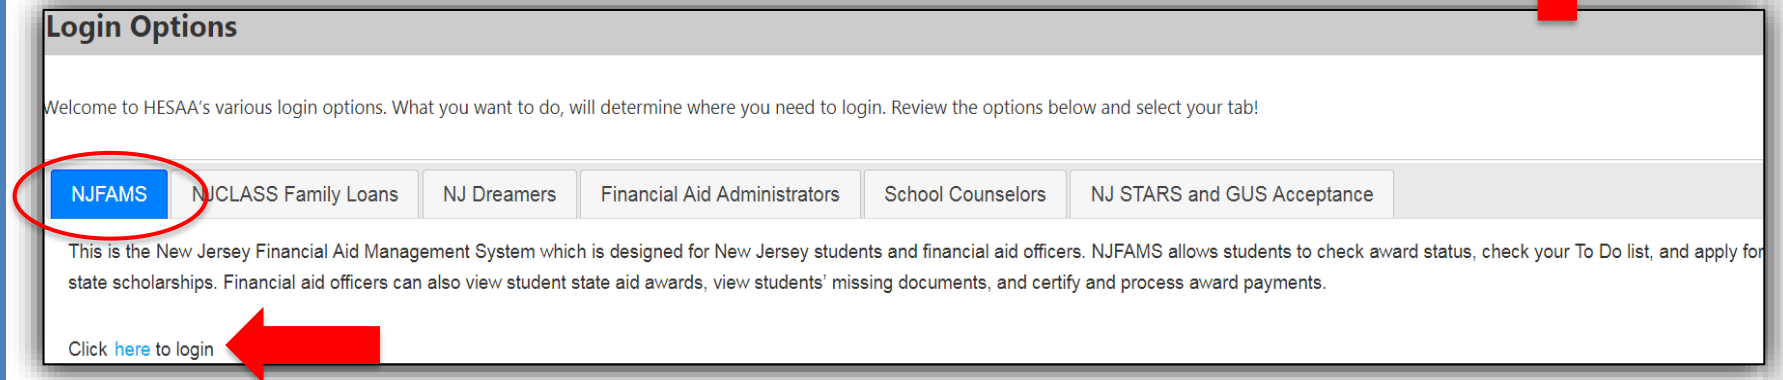 Login Options
Welcome to HESAA's various login options. What you want to do, will determine where you need to login. Review the options below and select your tab!
NJFAMS NJCLASS Family Loans NJ Dreamers Financial Aid Administrators School Counselors NJ STARS and GUS Acceptance
This is the New Jersey Financial Aid Management System which is designed for New Jersey students and financial aid officers. NJFAMS allows students to check award status, check your To Do list, and apply for
state scholarships. Financial aid officers can also view student state aid awards, view students' missing documents, and certify and process award payments.
Click here to login